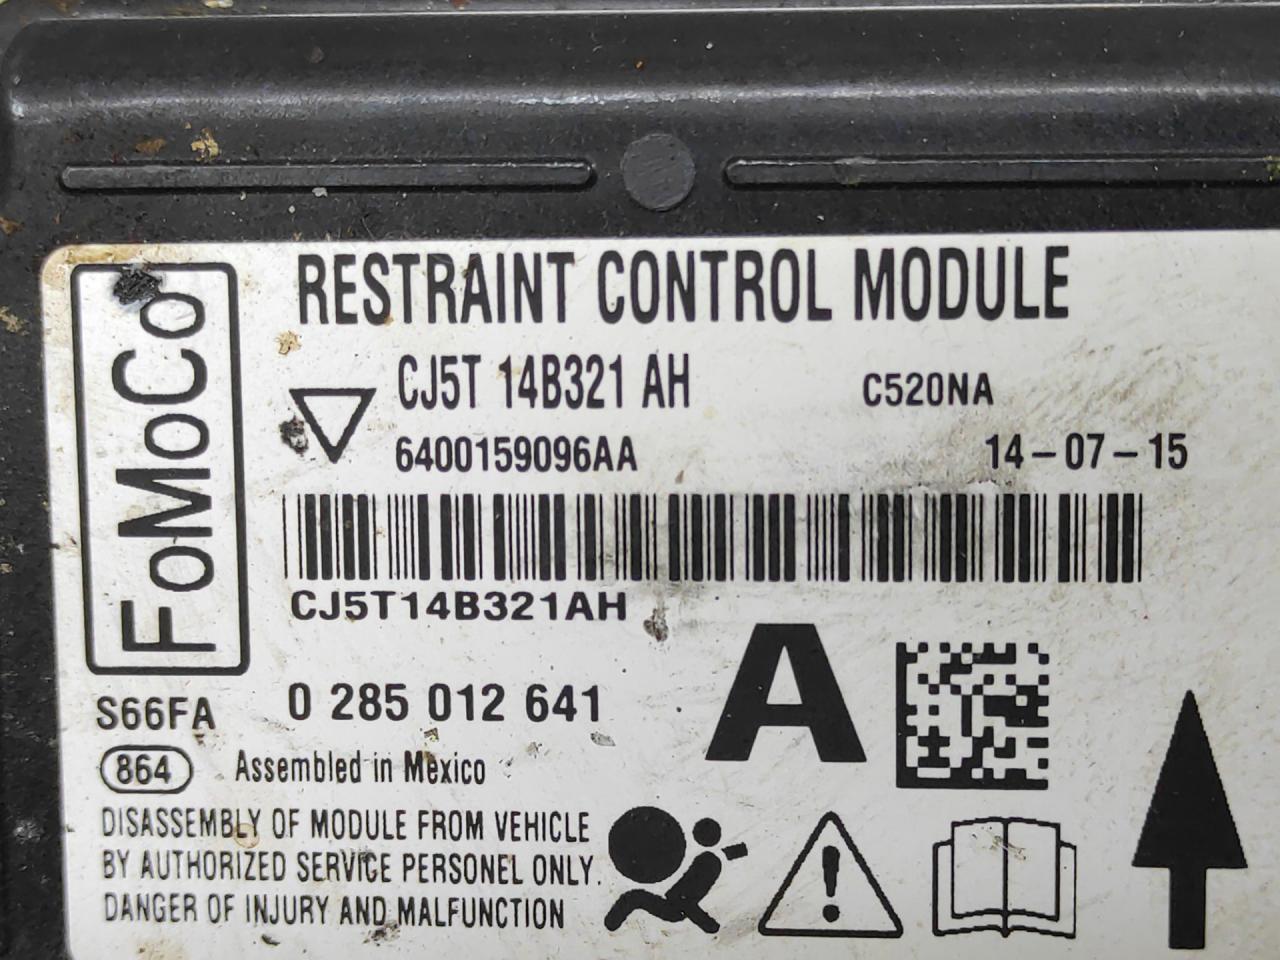 FoMoCo
RESTRAINT CONTROL MODULE
CJ5T 14B321 AH C520NA
6400159096AA 14-07-15
CJ5T14B321AH
S66FA 0 285 012 641 A
864 Assembled in Mexico
DISASSEMBLY OF MODULE FROM VEHICLE
BY AUTHORIZED SERVICE PERSONEL ONLY.
DANGER OF INJURY AND MALFUNCTION